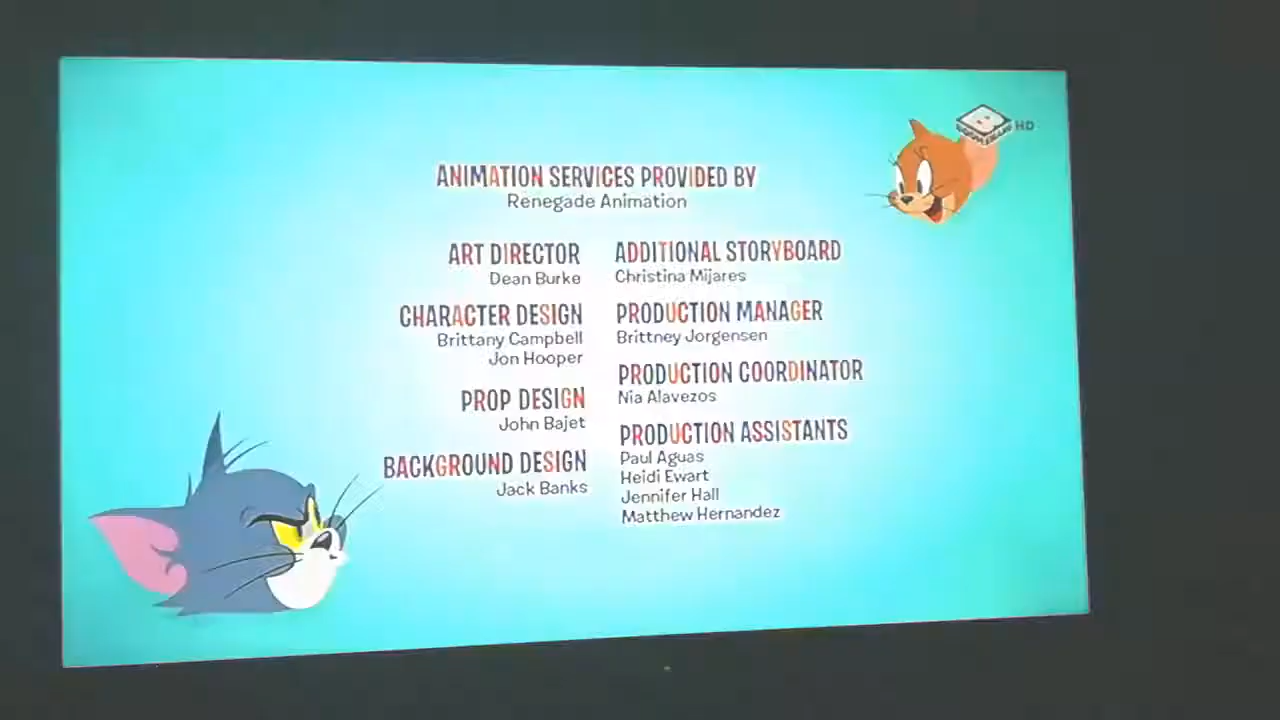 ANIMATION SERVICES PROVIDED BY
Renegade Animation
ART DIRECTOR
Dean Burke
CHARACTER DESIGN
Brittany Campbell
Jon Hooper
PROP DESIGN
John Bajet
BACKGROUND DESIGN
Jack Banks
ADDITIONAL STORYBOARD
Christina Mijares
PRODUCTION MANAGER
Brittney Jorgensen
PRODUCTION COORDINATOR
Nia Alavezos
PRODUCTION ASSISTANTS
Paul Aguas
Heidi Ewart
Jennifer Hall
Matthew Hernandez
HD